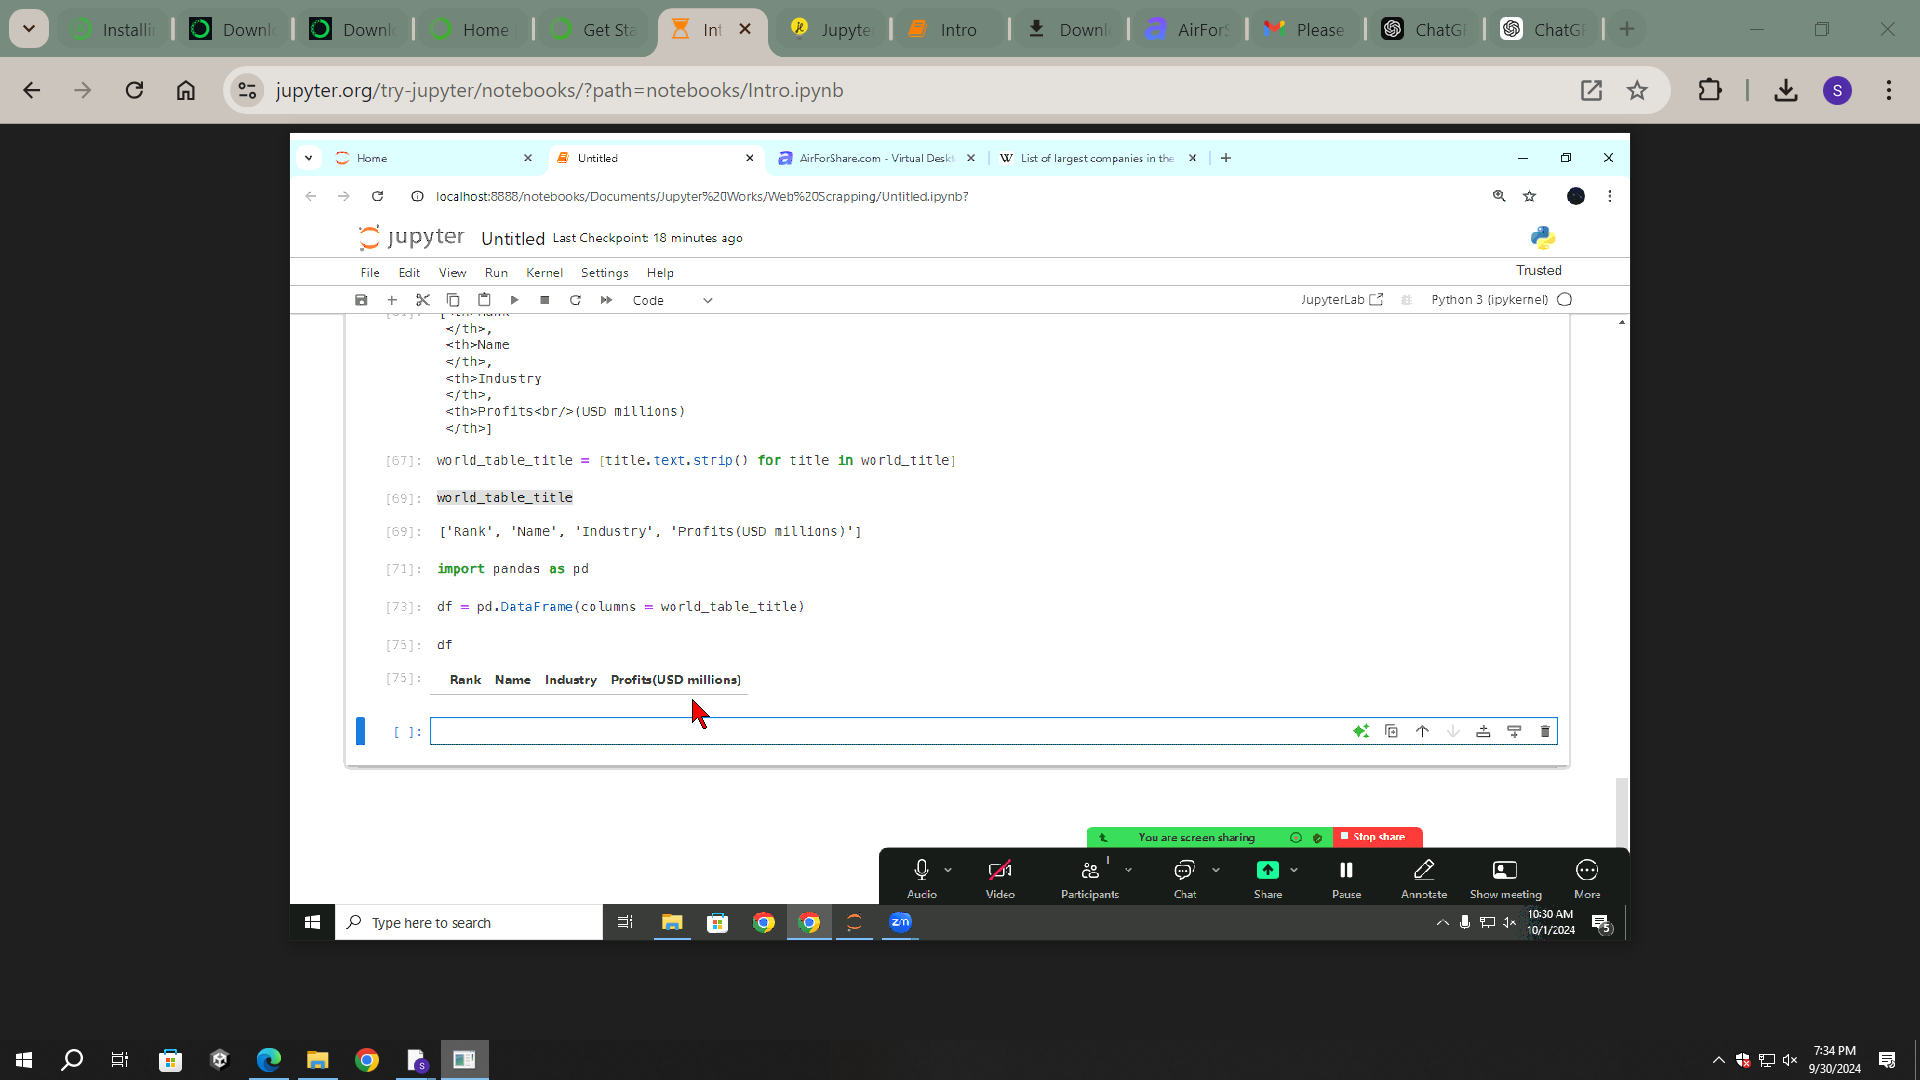 Installi
Downl
Downl
Home
Get Sta
Int
Jupyte
Intro
Downl
AirForS
Please
ChatGP
ChatGP
jupyter.org/try-jupyter/notebooks/?path=notebooks/Intro.ipynb
S
Home
Untitled
AirForShare.com - Virtual Deskt
List of largest companies in the
localhost:8888/notebooks/Documents/Jupyter%20Works/Web%20Scrapping/Untitled.ipynb?
jupyter Untitled Last Checkpoint: 18 minutes ago
File Edit View Run Kernel Settings Help
Trusted
Code
JupyterLab
Python 3 (ipykernel)
</th>,
<th>Name
</th>,
<th>Industry
</th>,
<th>Profits<br/>(USD millions)
</th>]
[67]: world_table_title = [title.text.strip() for title in world_title]
[69]: world_table_title
[69]: ['Rank', 'Name', 'Industry', 'Profits(USD millions)']
[71]: import pandas as pd
[73]: df = pd.DataFrame(columns = world_table_title)
[75]: df
[75]: Rank Name Industry Profits(USD millions)
[ ]:
You are screen sharing
Stop share
1
Audio Video Participants Chat Share Pause Annotate Show meeting More
Type here to search
zm
10:30 AM
10/1/2024
5
7:34 PM
9/30/2024